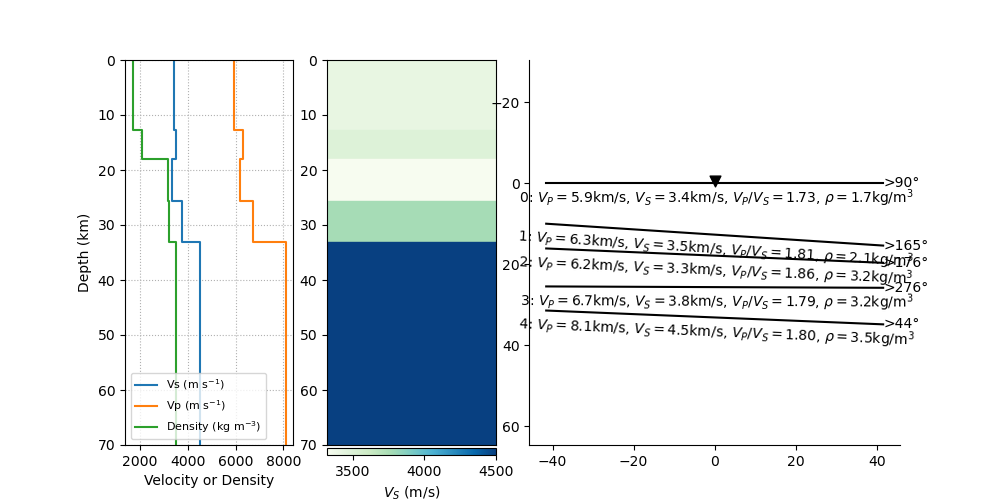 0
10
20
30
40
50
60
70
Depth (km)
2000 4000 6000 8000
Velocity or Density
Vs (m s⁻¹)
Vp (m s⁻¹)
Density (kg m⁻³)
0
10
20
30
40
50
60
70
3500 4000 4500
V_S (m/s)
−20
0
20
40
60
−40 −20 0 20 40
>90°
0: V_P = 5.9km/s, V_S = 3.4km/s, V_P/V_S = 1.73, ρ = 1.7kg/m³
>165°
1: V_P = 6.3km/s, V_S = 3.5km/s, V_P/V_S = 1.81, ρ = 2.1kg/m³
>176°
2: V_P = 6.2km/s, V_S = 3.3km/s, V_P/V_S = 1.86, ρ = 3.2kg/m³
>276°
3: V_P = 6.7km/s, V_S = 3.8km/s, V_P/V_S = 1.79, ρ = 3.2kg/m³
>44°
4: V_P = 8.1km/s, V_S = 4.5km/s, V_P/V_S = 1.80, ρ = 3.5kg/m³